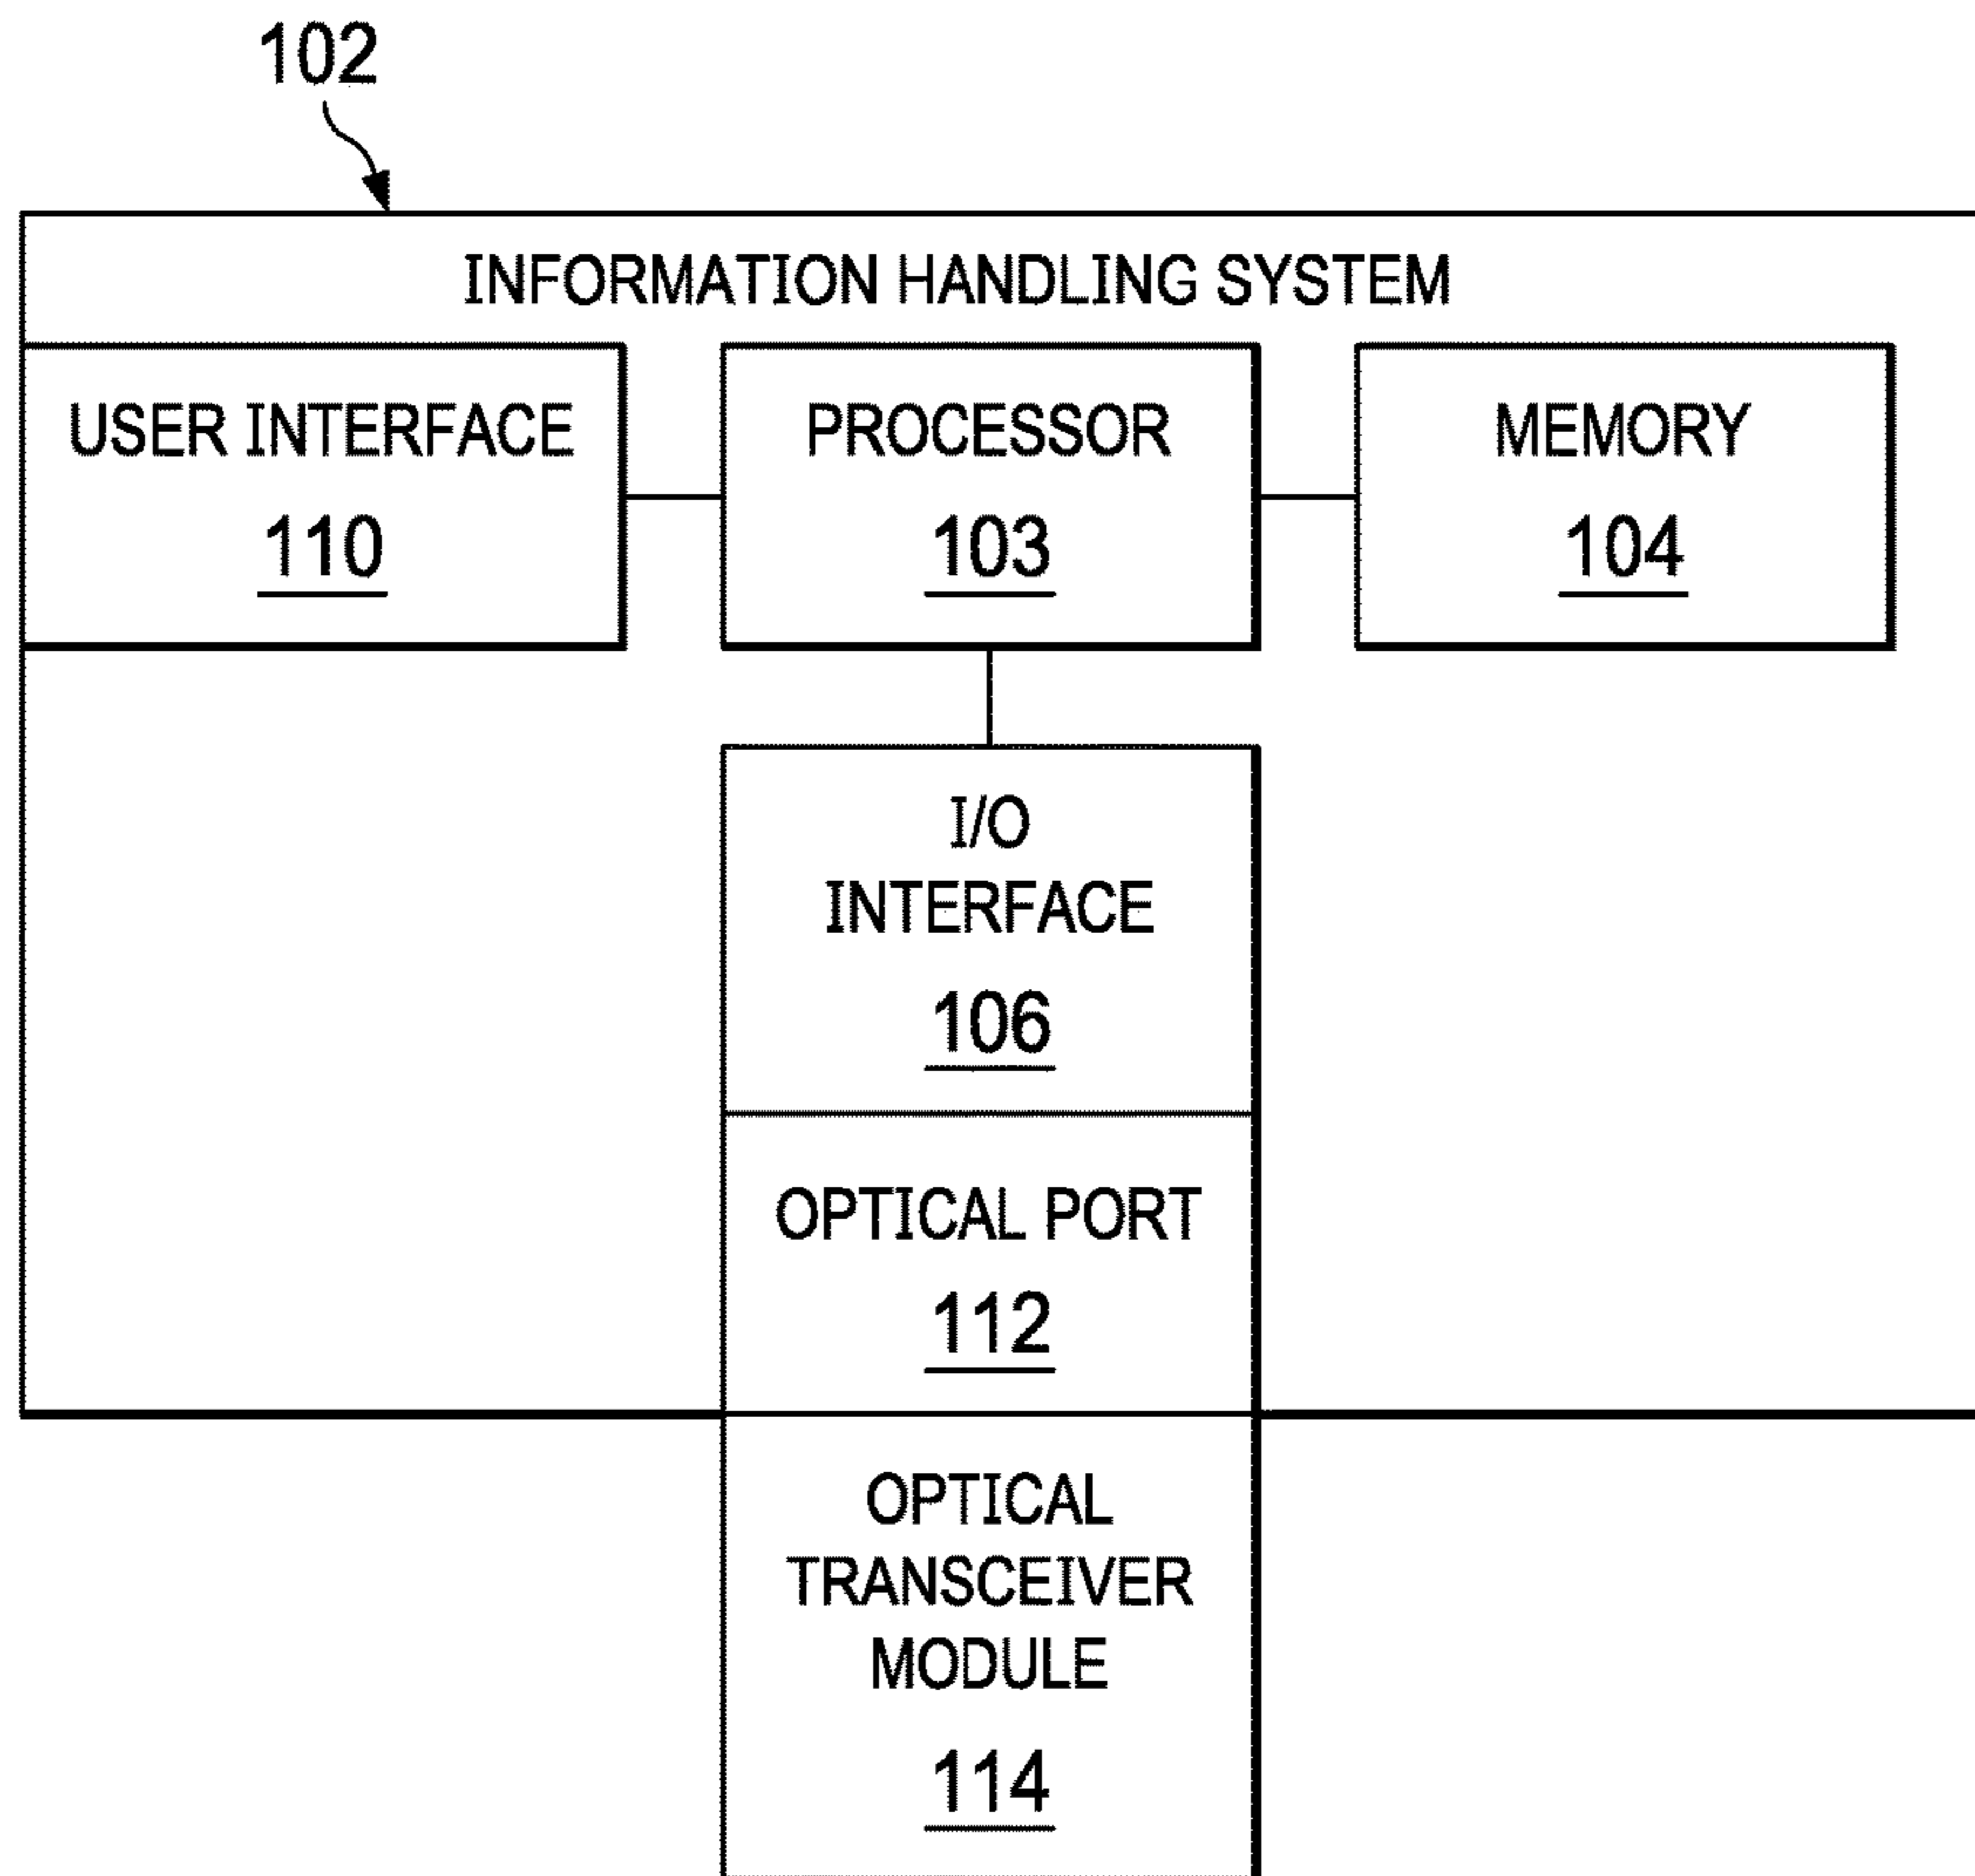 102
INFORMATION HANDLING SYSTEM
USER INTERFACE
110
PROCESSOR
103
MEMORY
104
I/O
INTERFACE
106
OPTICAL PORT
112
OPTICAL
TRANSCEIVER
MODULE
114